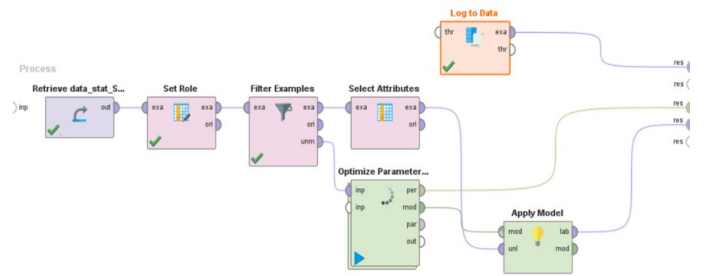 Log to Data
thr
exa
thr
res
res
res
res
res
Process
inp
Retrieve data_stat_S...
out
Set Role
exa
exa
ori
Filter Examples
exa
exa
ori
unm
Select Attributes
exa
exa
ori
Optimize Parameter...
inp
per
inp
mod
par
out
Apply Model
mod
lab
unl
mod